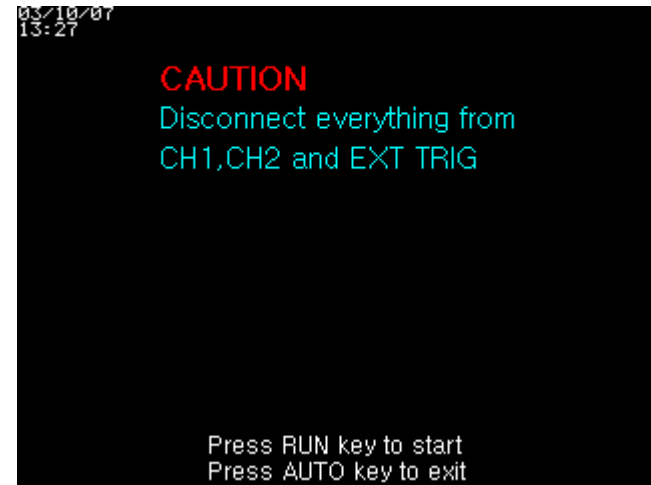 03/10/07
13:27
CAUTION
Disconnect everything from
CH1,CH2 and EXT TRIG
Press RUN key to start
Press AUTO key to exit